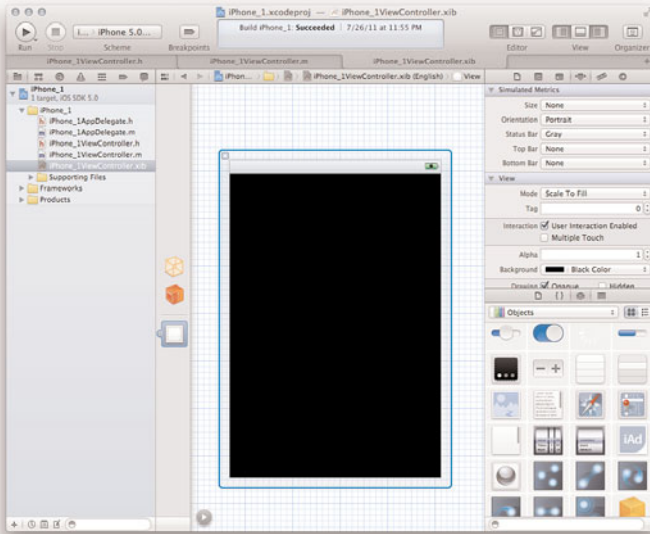 iPhone_1.xcodeproj — iPhone_1ViewController.xib
Run
Stop
i... iPhone 5.0...
Scheme
Breakpoints
Build iPhone_1: Succeeded | 7/26/11 at 11:55 PM
Editor
View
Organizer
iPhone_1ViewController.h
iPhone_1ViewController.m
iPhone_1ViewController.xib
iPhon...
iPhone_1ViewController.xib (English)
View
iPhone_1
1 target, iOS SDK 5.0
iPhone_1
iPhone_1AppDelegate.h
iPhone_1AppDelegate.m
iPhone_1ViewController.h
iPhone_1ViewController.m
iPhone_1ViewController.xib
Supporting Files
Frameworks
Products
Simulated Metrics
Size None
Orientation Portrait
Status Bar Gray
Top Bar None
Bottom Bar None
View
Mode Scale To Fill
Tag 0
Interaction User Interaction Enabled
Multiple Touch
Alpha 1
Background Black Color
Drawing Opaque Hidden
Objects
iAd